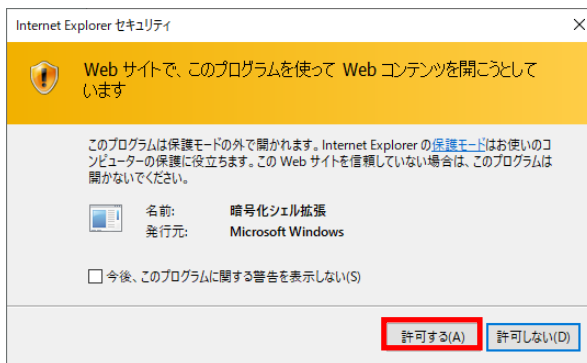 Internet Explorer セキュリティ
Web サイトで、このプログラムを使って Web コンテンツを開こうとして
います
このプログラムは保護モードの外で開かれます。Internet Explorer の保護モードはお使いのコ
ンピューターの保護に役立ちます。この Web サイトを信頼していない場合は、このプログラムは
開かないでください。
名前: 暗号化シェル拡張
発行元: Microsoft Windows
今後、このプログラムに関する警告を表示しない(S)
許可する(A) 許可しない(D)